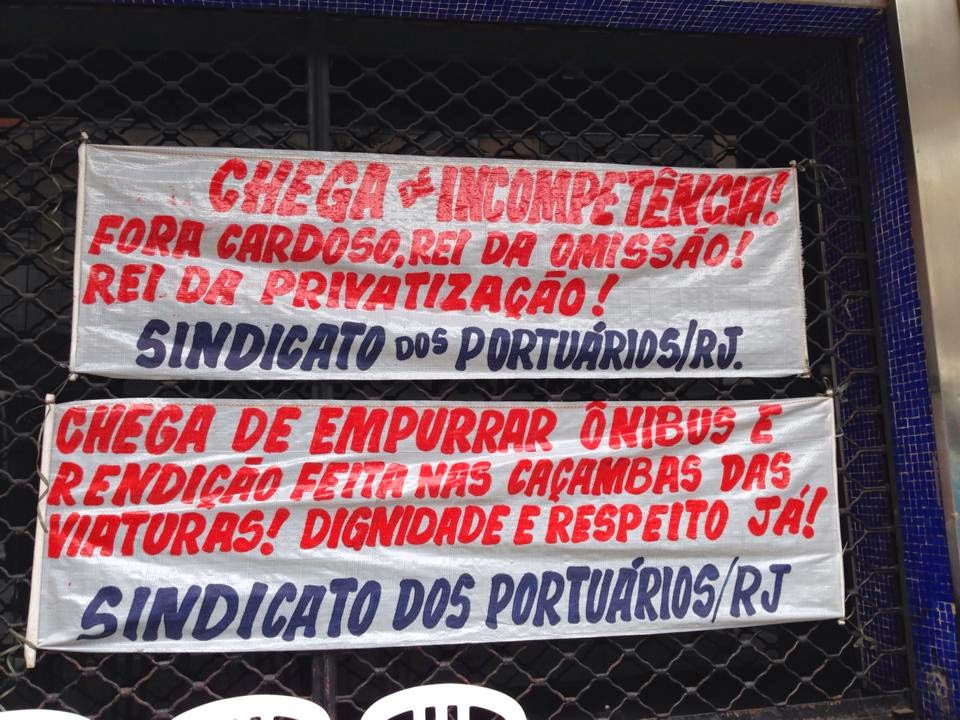 CHEGA DE INCOMPETÊNCIA!
FORA CARDOSO, REI DA OMISSÃO!
REI DA PRIVATIZAÇÃO!
SINDICATO DOS PORTUÁRIOS/RJ.
CHEGA DE EMPURRAR ÔNIBUS E
RENDIÇÃO FEITA NAS CAÇAMBAS DAS
VIATURAS! DIGNIDADE E RESPEITO JÁ!
SINDICATO DOS PORTUÁRIOS/RJ